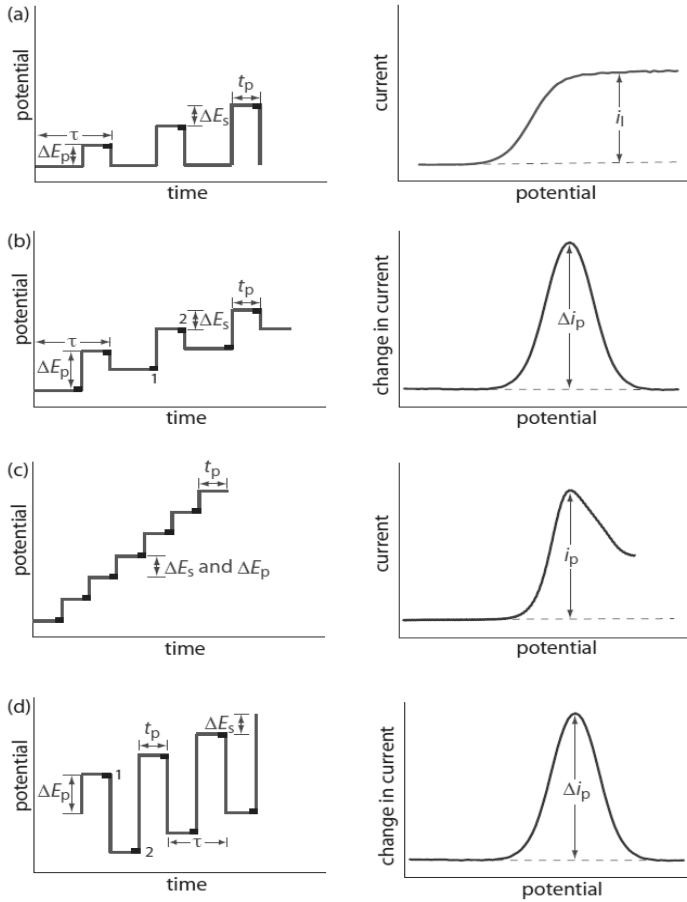 (a)
potential
τ
ΔEp
tp
ΔEs
time
current
il
potential
(b)
potential
τ
ΔEp
1
2
tp
ΔEs
time
change in current
Δip
potential
(c)
potential
tp
ΔEs and ΔEp
time
current
ip
potential
(d)
potential
ΔEp
1
2
tp
ΔEs
τ
time
change in current
Δip
potential